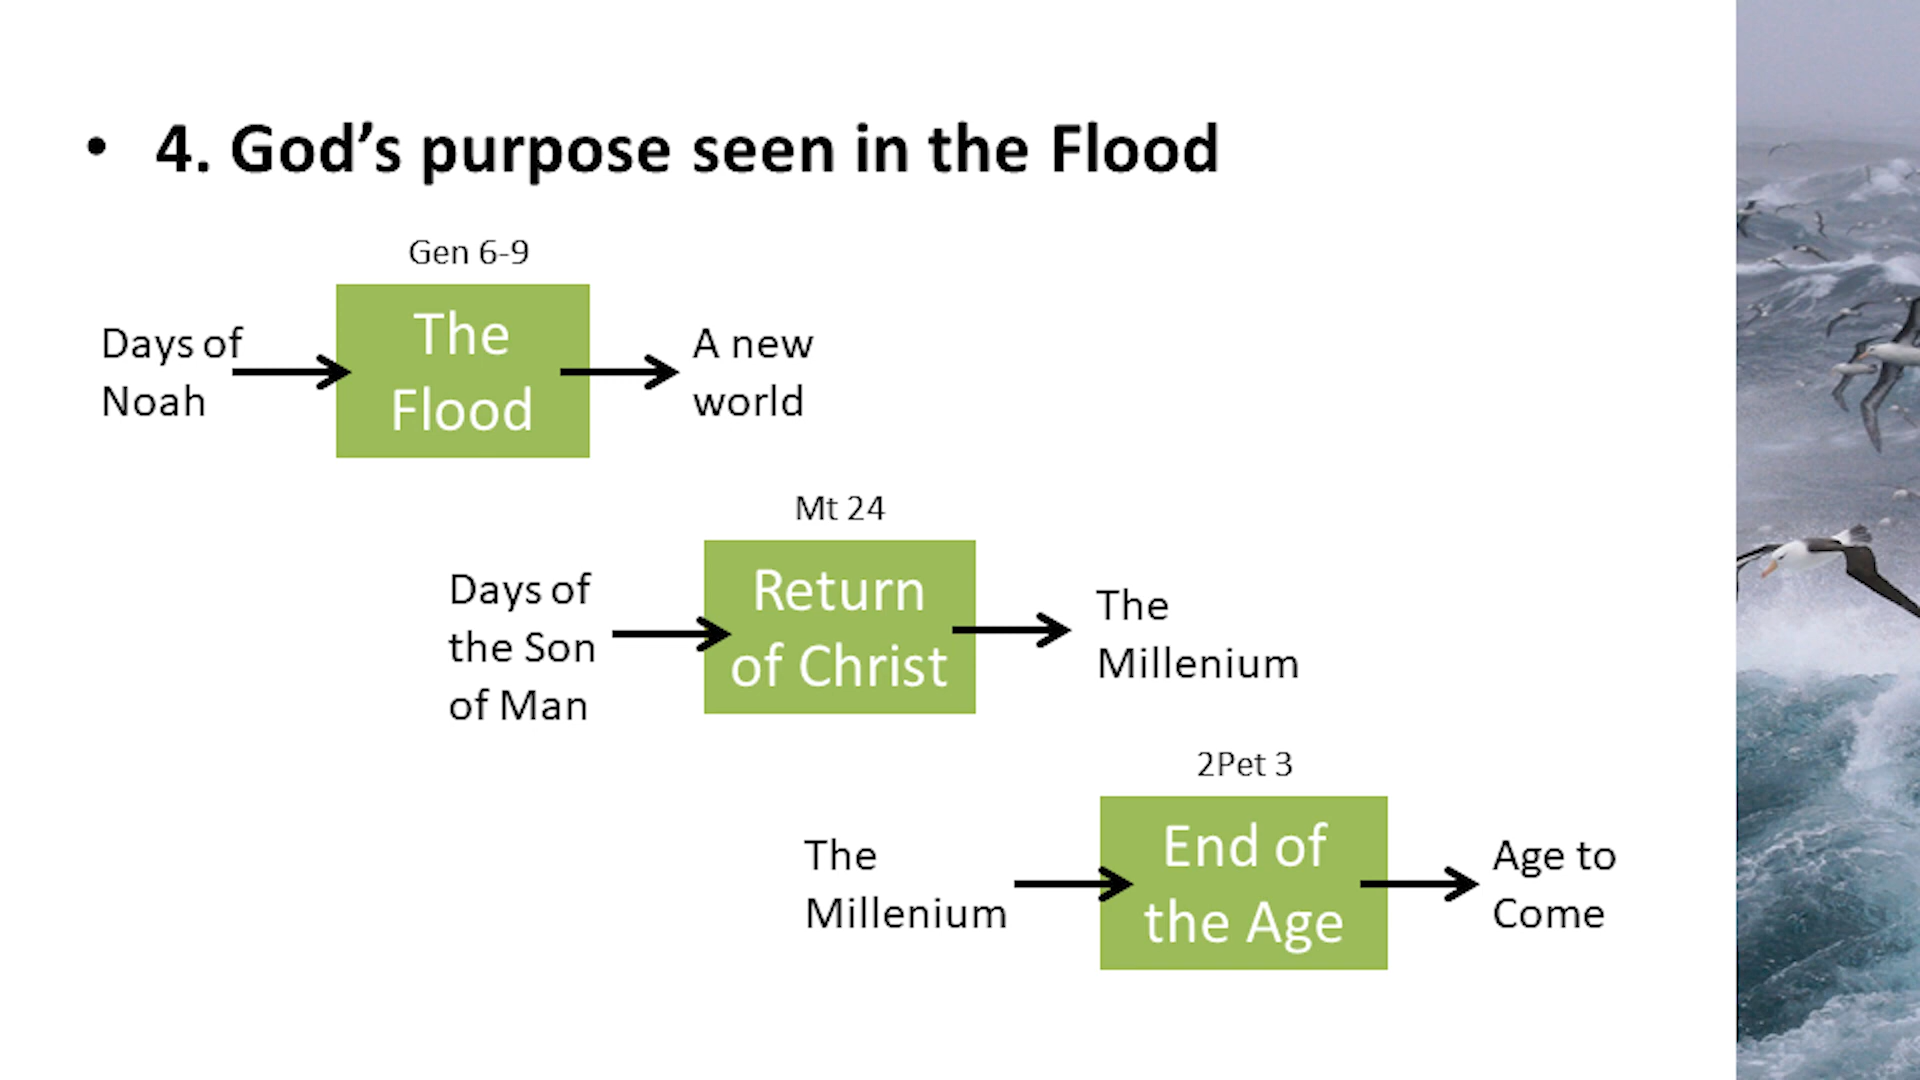 • 4. God’s purpose seen in the Flood
Gen 6-9
Days of
Noah
The
Flood
A new
world
Mt 24
Days of
the Son
of Man
Return
of Christ
The
Millenium
2Pet 3
The
Millenium
End of
the Age
Age to
Come